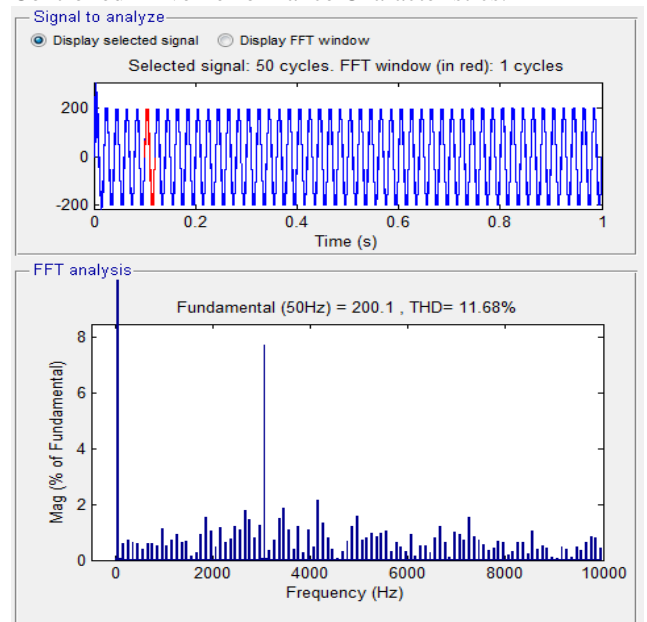 Signal to analyze
Display selected signal Display FFT window
Selected signal: 50 cycles. FFT window (in red): 1 cycles
200
0
-200
0 0.2 0.4 0.6 0.8 1
Time (s)
FFT analysis
Fundamental (50Hz) = 200.1 , THD= 11.68%
Mag (% of Fundamental)
8
6
4
2
0
0 2000 4000 6000 8000 10000
Frequency (Hz)